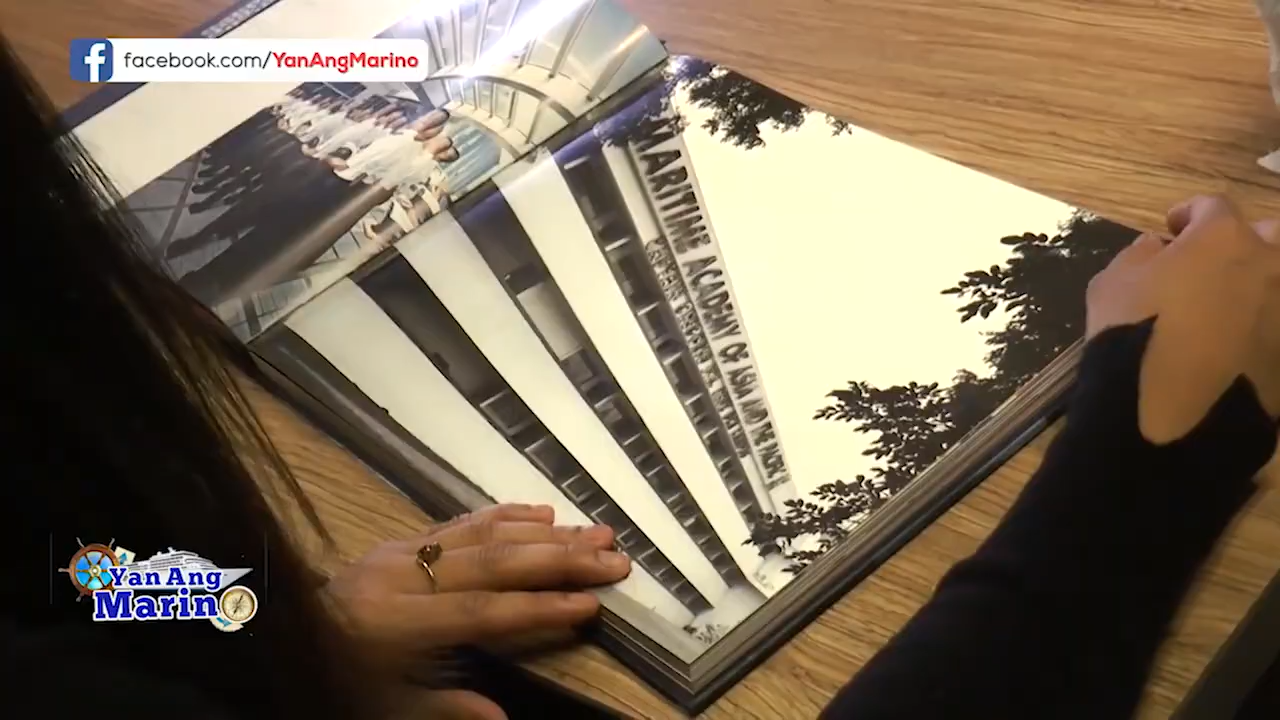 facebook.com/YanAngMarino
MARITIME ACADEMY OF ASIA AND THE PACIFIC
Yan Ang
Marino